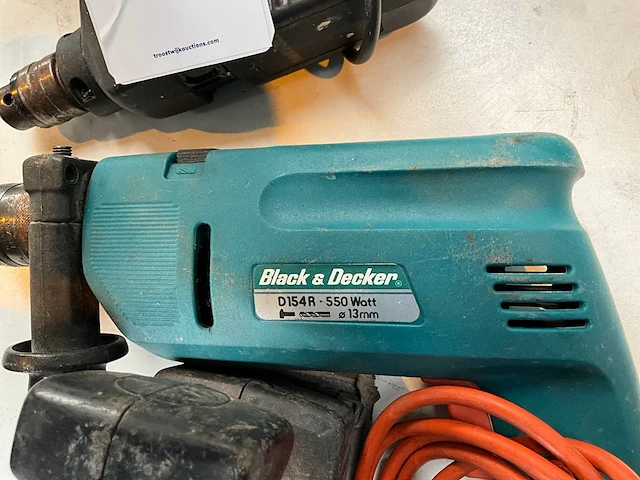 troostwijkauctions.com
Black & Decker®
D154R - 550 Watt
ø 13mm